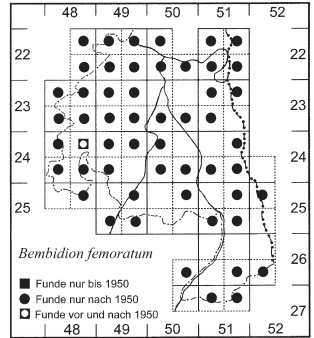 48 49 50 51 52
22 22
23 23
24 24
25 25
26
27
48 49 50 51 52
Bembidion femoratum
Funde nur bis 1950
Funde nur nach 1950
Funde vor und nach 1950